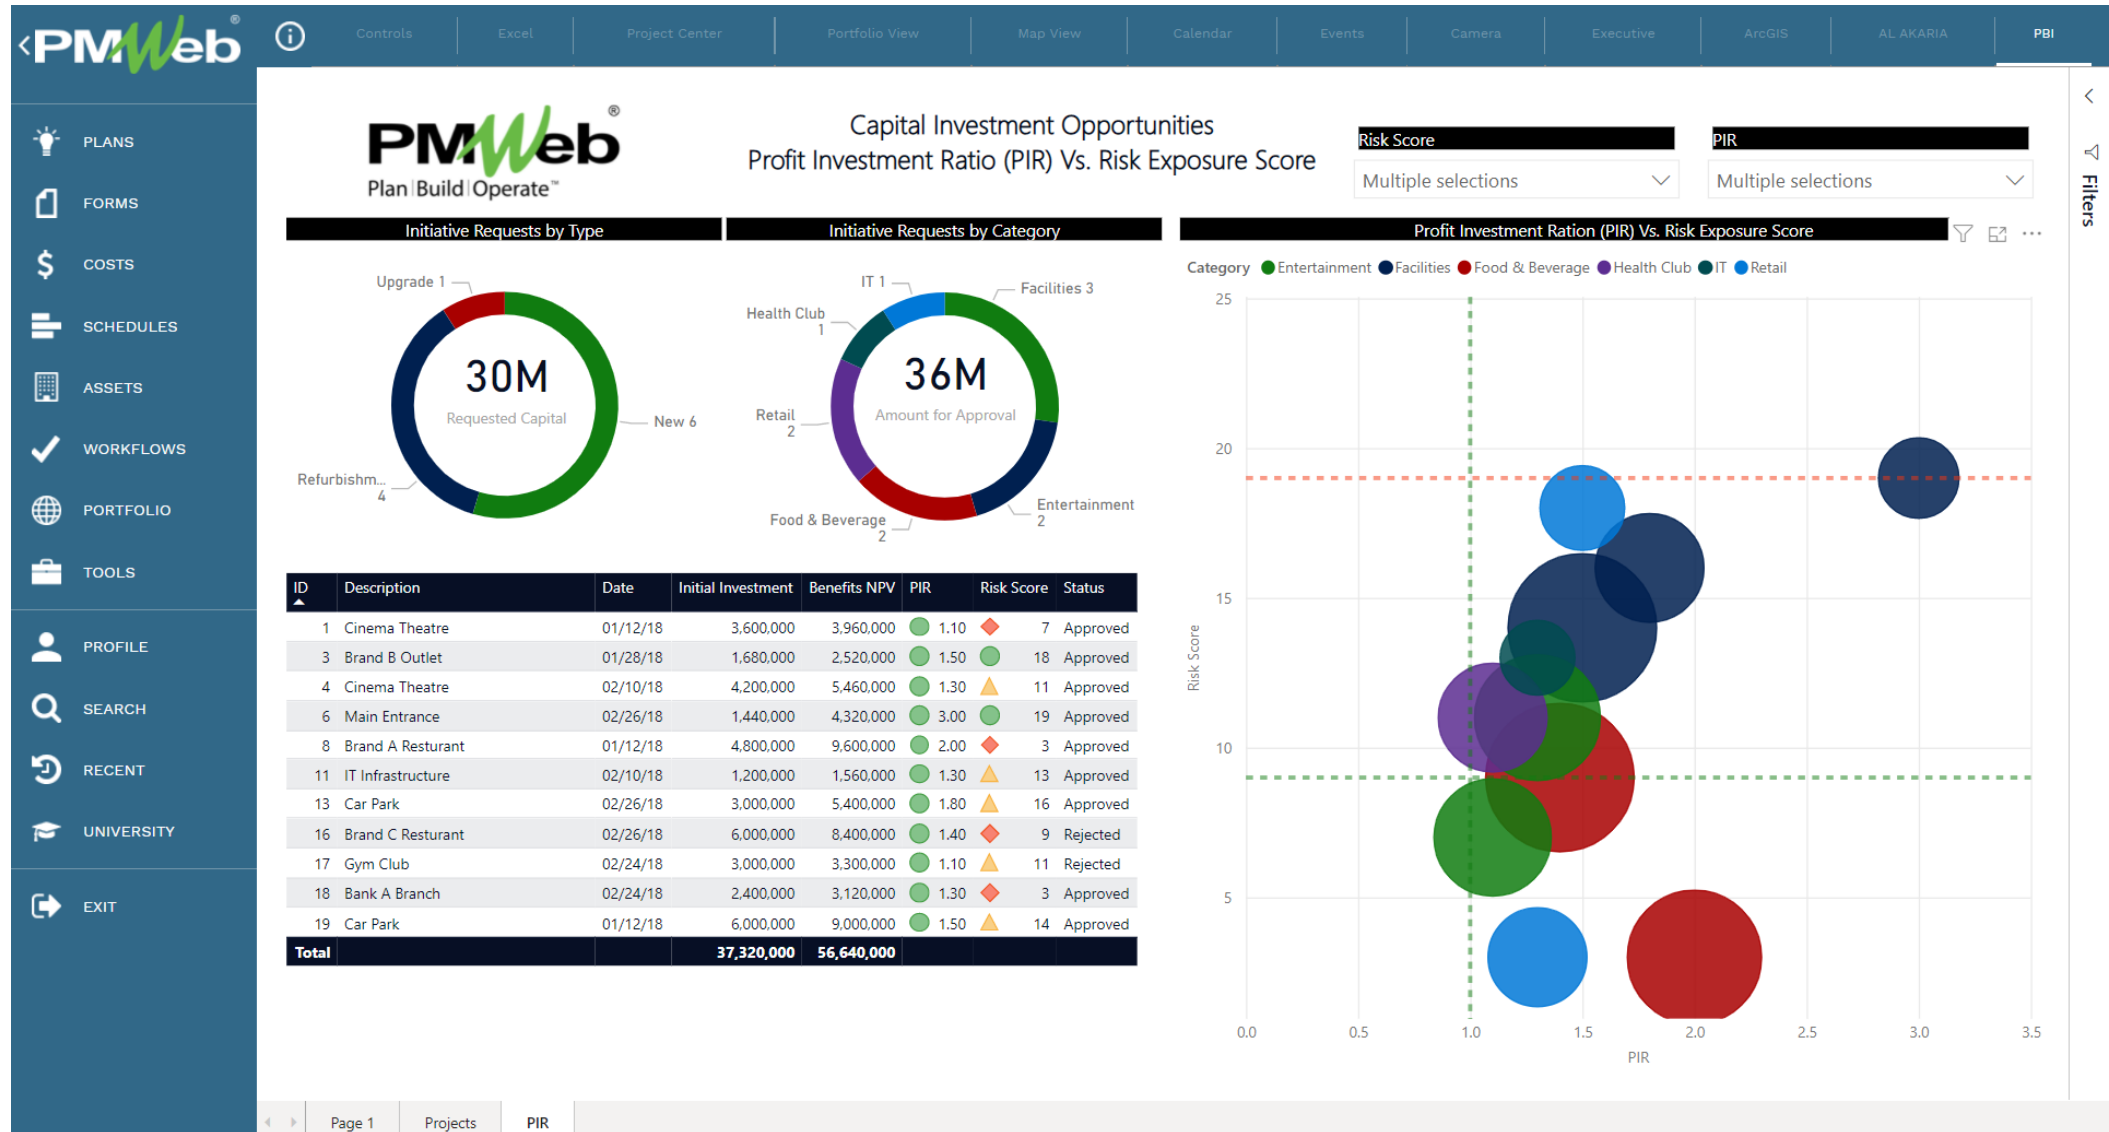 PMWeb®
Controls
Excel
Project Center
Portfolio View
Map View
Calendar
Events
Camera
Executive
ArcGIS
AL AKARIA
PBI
PLANS
FORMS
COSTS
SCHEDULES
ASSETS
WORKFLOWS
PORTFOLIO
TOOLS
PROFILE
SEARCH
RECENT
UNIVERSITY
EXIT
PMWeb®
Plan|Build|Operate™
Capital Investment Opportunities
Profit Investment Ratio (PIR) Vs. Risk Exposure Score
Risk Score
Multiple selections
PIR
Multiple selections
Filters
Initiative Requests by Type
Upgrade 1
30M
Requested Capital
New 6
Refurbishm...
4
Initiative Requests by Category
IT 1
Facilities 3
Health Club
1
36M
Amount for Approval
Retail
2
Entertainment
2
Food & Beverage
2
Profit Investment Ration (PIR) Vs. Risk Exposure Score
Category Entertainment Facilities Food & Beverage Health Club IT Retail
25
20
15
10
5
Risk Score
0.0 0.5 1.0 1.5 2.0 2.5 3.0 3.5
PIR
ID Description Date Initial Investment Benefits NPV PIR Risk Score Status
1 Cinema Theatre 01/12/18 3,600,000 3,960,000 1.10 7 Approved
3 Brand B Outlet 01/28/18 1,680,000 2,520,000 1.50 18 Approved
4 Cinema Theatre 02/10/18 4,200,000 5,460,000 1.30 11 Approved
6 Main Entrance 02/26/18 1,440,000 4,320,000 3.00 19 Approved
8 Brand A Resturant 01/12/18 4,800,000 9,600,000 2.00 3 Approved
11 IT Infrastructure 02/10/18 1,200,000 1,560,000 1.30 13 Approved
13 Car Park 02/26/18 3,000,000 5,400,000 1.80 16 Approved
16 Brand C Resturant 02/26/18 6,000,000 8,400,000 1.40 9 Rejected
17 Gym Club 02/24/18 3,000,000 3,300,000 1.10 11 Rejected
18 Bank A Branch 02/24/18 2,400,000 3,120,000 1.30 3 Approved
19 Car Park 01/12/18 6,000,000 9,000,000 1.50 14 Approved
Total 37,320,000 56,640,000
Page 1
Projects
PIR